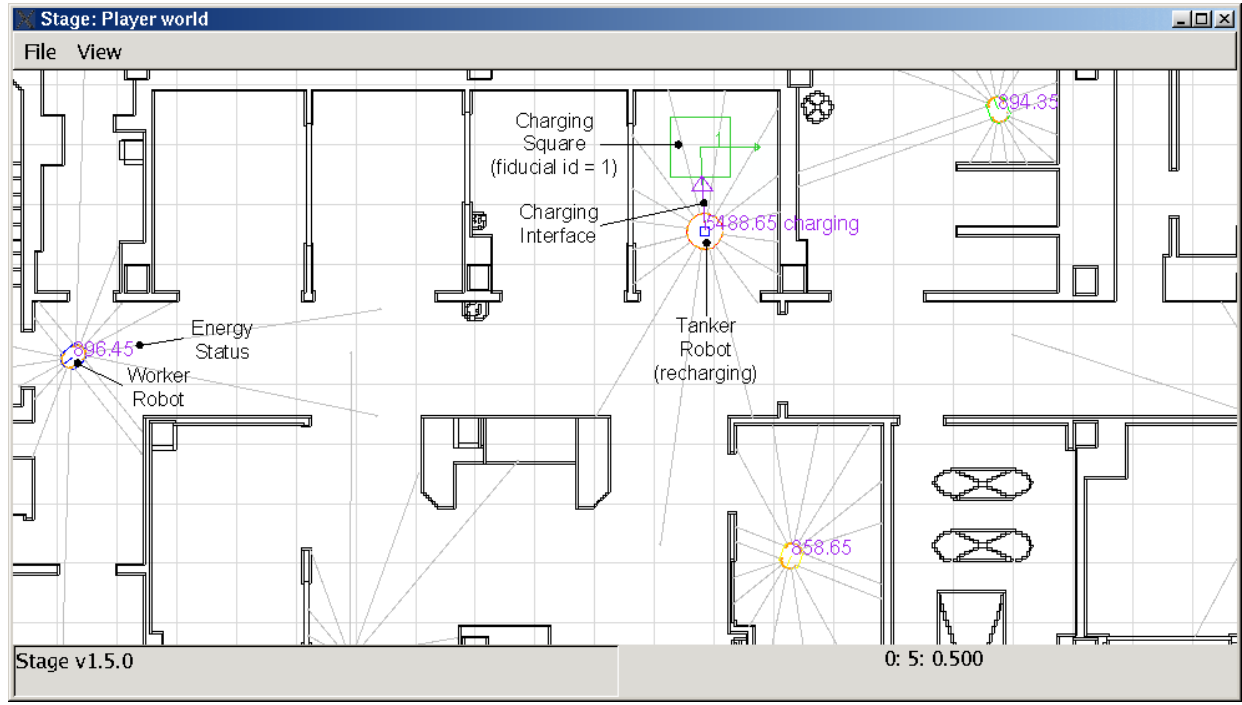 Stage: Player world
File View
Charging
Square
(fiducial id = 1)
1
894.35
Charging
Interface
5488.65 charging
Energy
Status
896.45
Worker
Robot
Tanker
Robot
(recharging)
858.65
Stage v1.5.0
0: 5: 0.500